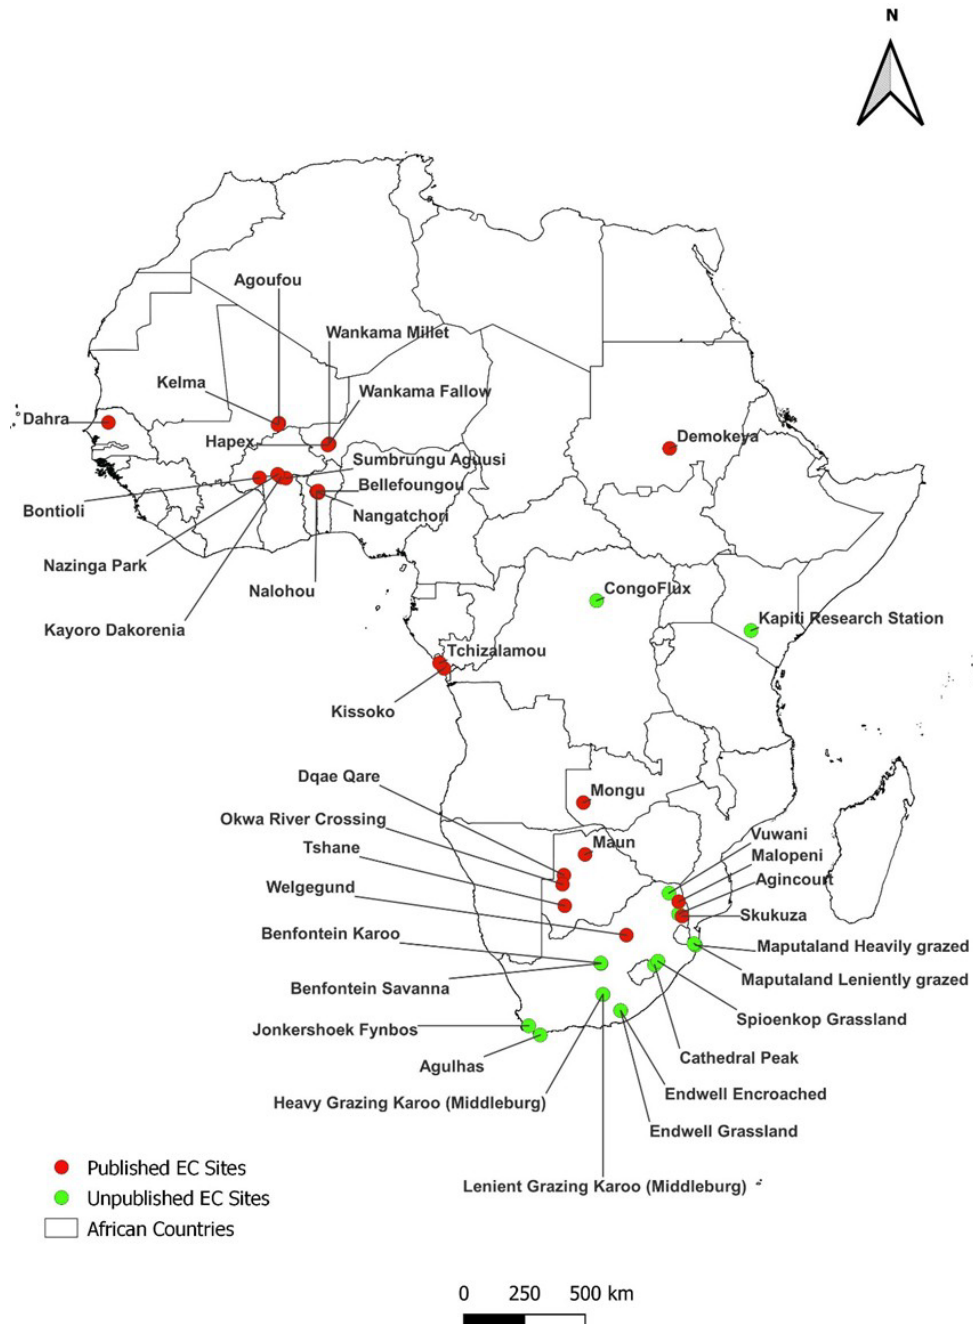 N
Agoufou
Wankama Millet
Kelma
Wankama Fallow
Dahra
Hapex
Demokeya
Sumbrungu Aguusi
Bellefoungou
Bontioli
Nangatchori
Nazinga Park
Nalohou
CongoFlux
Kapiti Research Station
Kayoro Dakorenia
Tchizalamou
Kissoko
Dqae Qare
Mongu
Okwa River Crossing
Vuwani
Tshane
Maun
Malopeni
Welgegund
Agincourt
Skukuza
Benfontein Karoo
Maputaland Heavily grazed
Benfontein Savanna
Maputaland Leniently grazed
Jonkershoek Fynbos
Spioenkop Grassland
Agulhas
Cathedral Peak
Heavy Grazing Karoo (Middleburg)
Endwell Encroached
Endwell Grassland
Lenient Grazing Karoo (Middleburg)
Published EC Sites
Unpublished EC Sites
African Countries
0 250 500 km